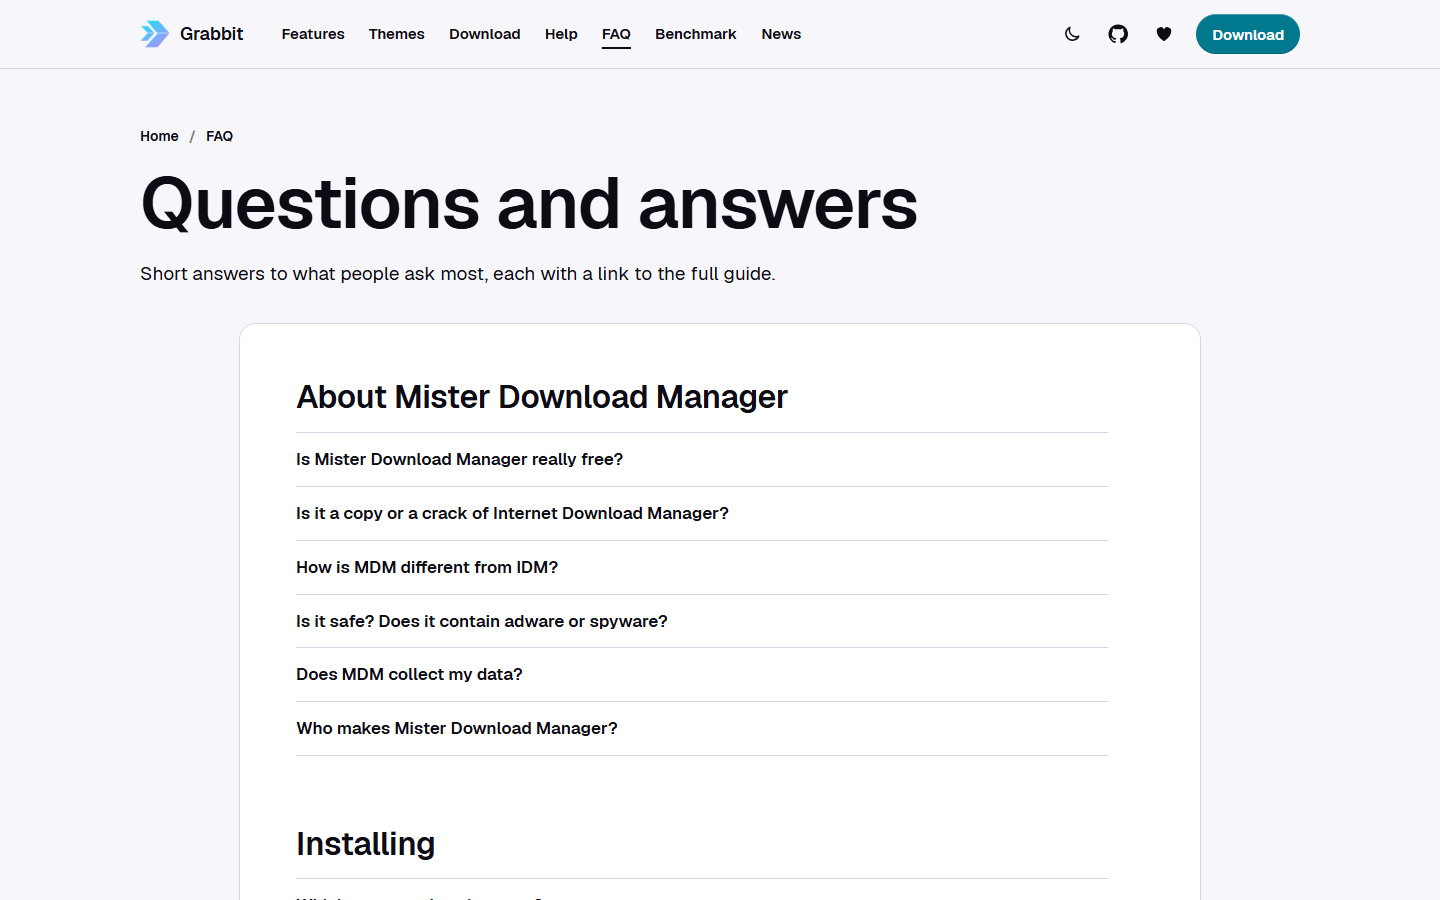 Grabbit
Features
Themes
Download
Help
FAQ
Benchmark
News
Download
Home / FAQ
Questions and answers
Short answers to what people ask most, each with a link to the full guide.
About Mister Download Manager
Is Mister Download Manager really free?
Is it a copy or a crack of Internet Download Manager?
How is MDM different from IDM?
Is it safe? Does it contain adware or spyware?
Does MDM collect my data?
Who makes Mister Download Manager?
Installing